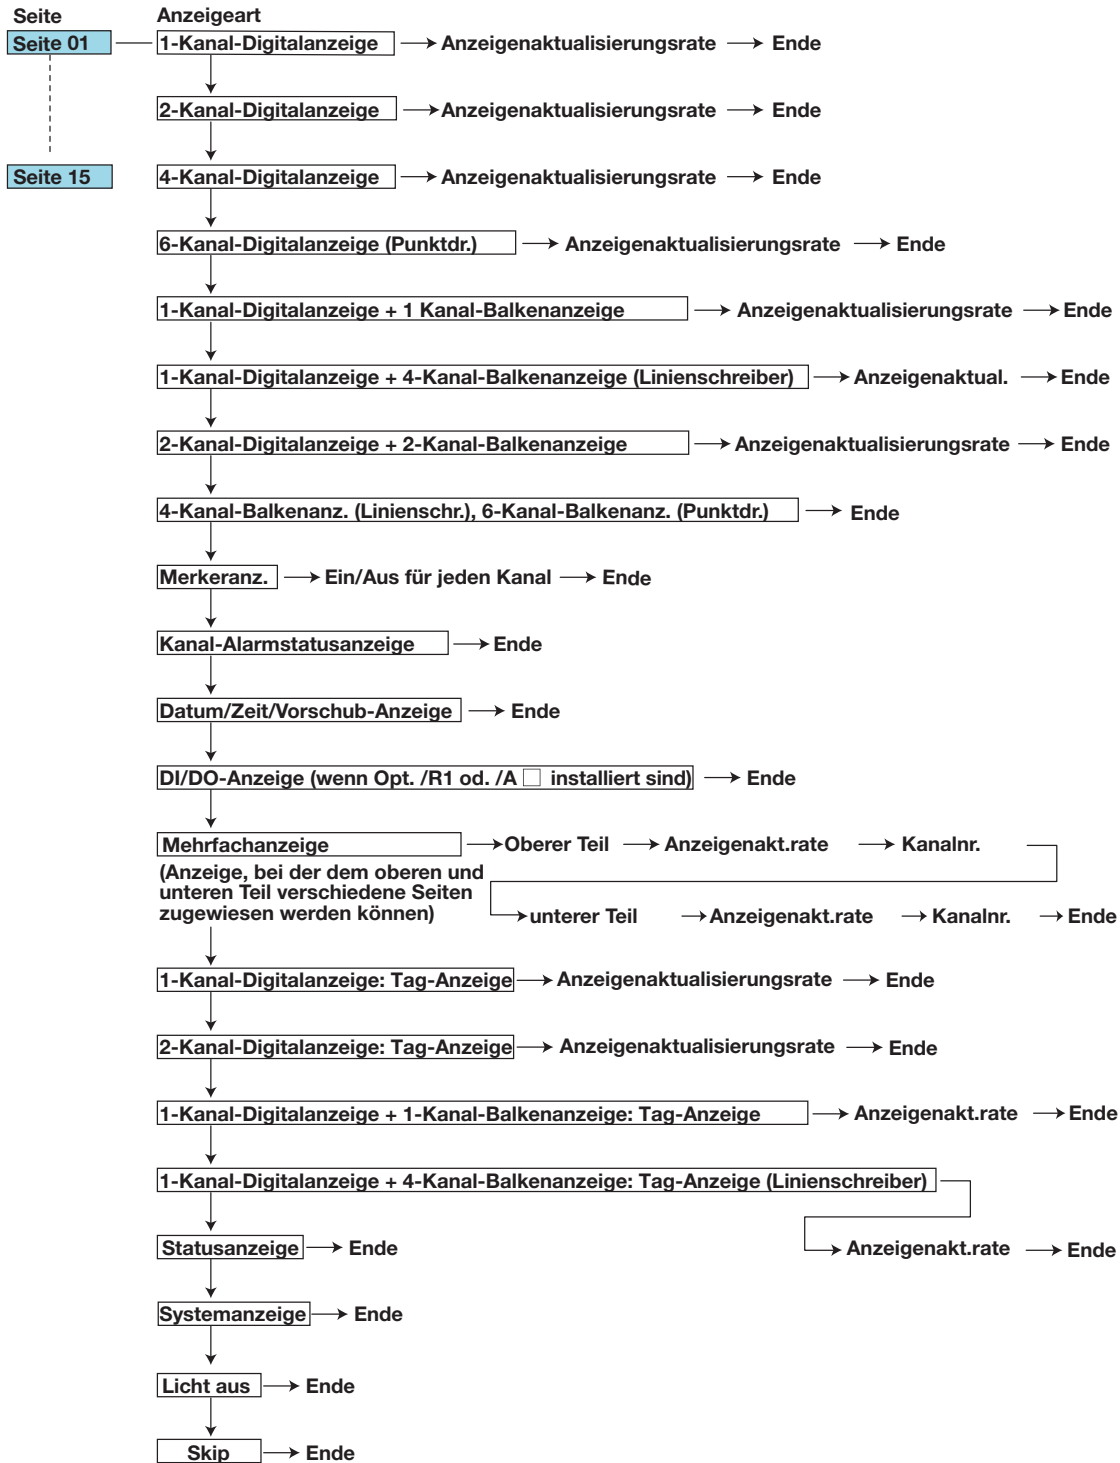 Seite Anzeigeart
Seite 01 1-Kanal-Digitalanzeige Anzeigenaktualisierungsrate Ende
2-Kanal-Digitalanzeige Anzeigenaktualisierungsrate Ende
Seite 15 4-Kanal-Digitalanzeige Anzeigenaktualisierungsrate Ende
6-Kanal-Digitalanzeige (Punktdr.) Anzeigenaktualisierungsrate Ende
1-Kanal-Digitalanzeige + 1 Kanal-Balkenanzeige Anzeigenaktualisierungsrate Ende
1-Kanal-Digitalanzeige + 4-Kanal-Balkenanzeige (Linienschreiber) Anzeigenaktual. Ende
2-Kanal-Digitalanzeige + 2-Kanal-Balkenanzeige Anzeigenaktualisierungsrate Ende
4-Kanal-Balkenanz. (Linienschr.), 6-Kanal-Balkenanz. (Punktdr.) Ende
Merkeranz. Ein/Aus für jeden Kanal Ende
Kanal-Alarmstatusanzeige Ende
Datum/Zeit/Vorschub-Anzeige Ende
DI/DO-Anzeige (wenn Opt. /R1 od. /A □ installiert sind) Ende
Mehrfachanzeige Oberer Teil Anzeigenakt.rate Kanalnr.
(Anzeige, bei der dem oberen und
unteren Teil verschiedene Seiten
zugewiesen werden können) unterer Teil Anzeigenakt.rate Kanalnr. Ende
1-Kanal-Digitalanzeige: Tag-Anzeige Anzeigenaktualisierungsrate Ende
2-Kanal-Digitalanzeige: Tag-Anzeige Anzeigenaktualisierungsrate Ende
1-Kanal-Digitalanzeige + 1-Kanal-Balkenanzeige: Tag-Anzeige Anzeigenakt.rate Ende
1-Kanal-Digitalanzeige + 4-Kanal-Balkenanzeige: Tag-Anzeige (Linienschreiber)
Statusanzeige Ende Anzeigenakt.rate Ende
Systemanzeige Ende
Licht aus Ende
Skip Ende